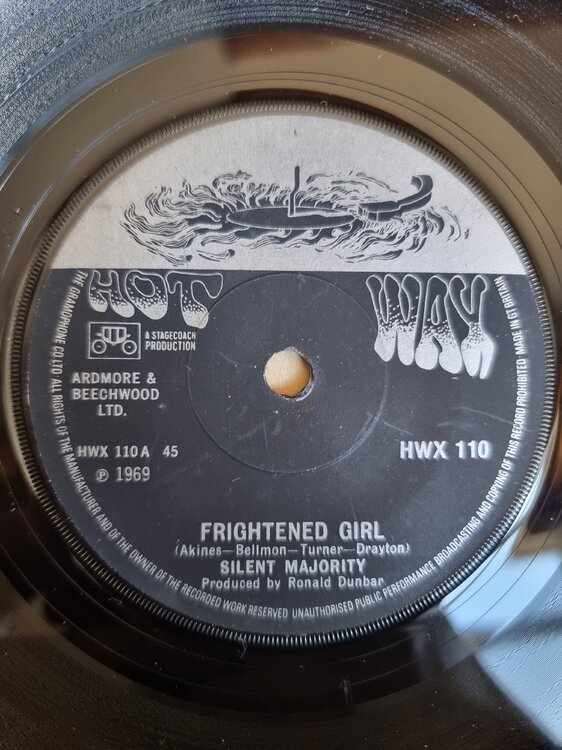 HOT WAX
A STAGECOACH
PRODUCTION
ARDMORE &
BEECHWOOD
LTD.
HWX 110 A 45
Ⓟ 1969
HWX 110
FRIGHTENED GIRL
(Akines—Bellmon—Turner—Drayton)
SILENT MAJORITY
Produced by Ronald Dunbar
THE GRAMOPHONE CO. LTD. ALL RIGHTS OF THE MANUFACTURER AND OF THE OWNER OF THE RECORDED WORK RESERVED UNAUTHORISED PUBLIC PERFORMANCE BROADCASTING AND COPYING OF THIS RECORD PROHIBITED MADE IN GT BRITAIN